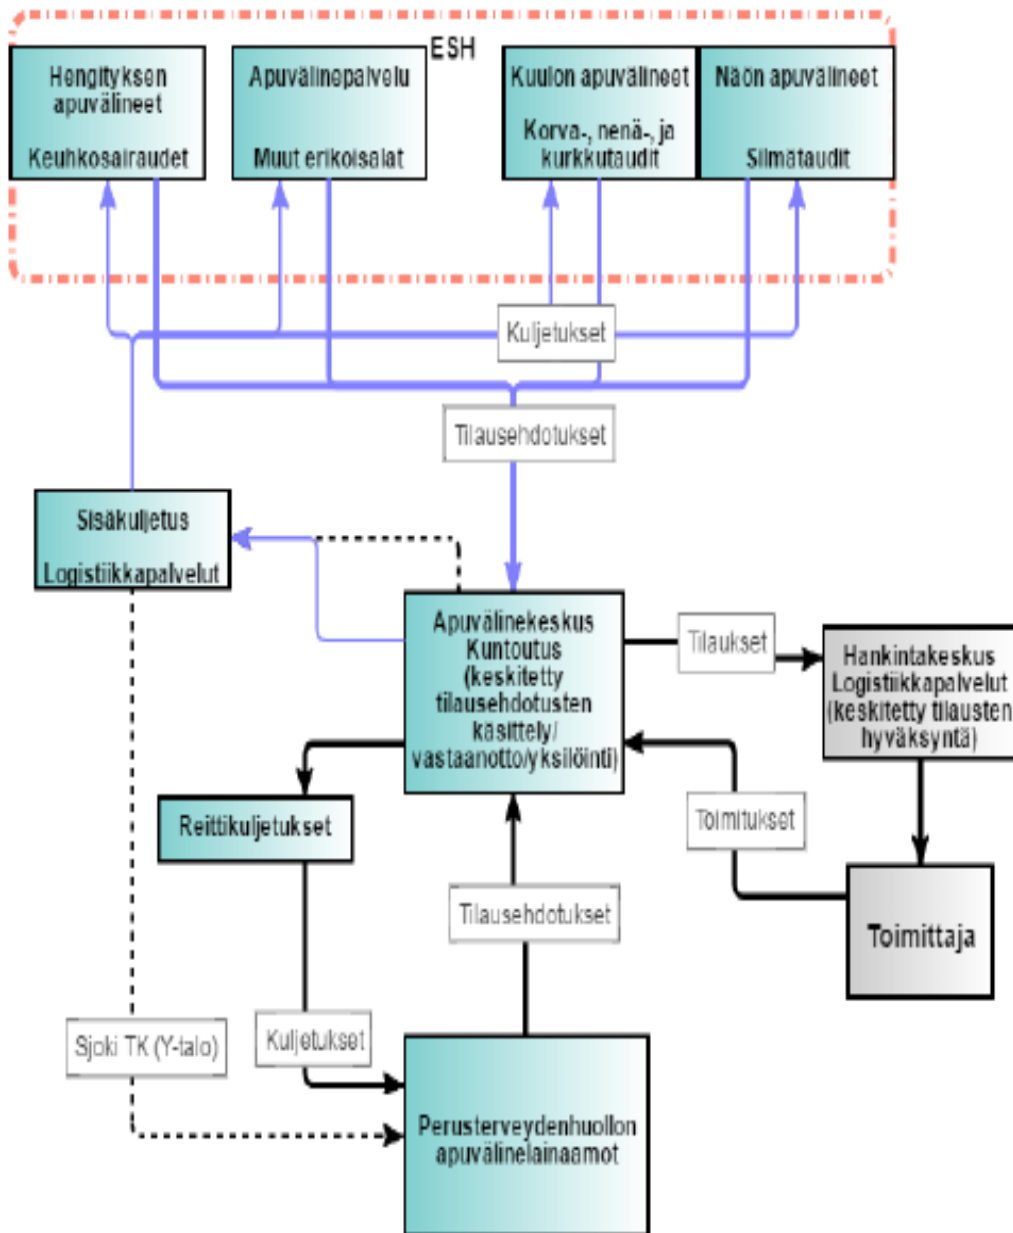 ESH
Hengityksen
apuvälineet
Keuhkosairaudet
Apuvälinepalvelu
Muut erikoisalat
Kuulon apuvälineet
Korva-, nenä-, ja
kurkkutaudit
Näön apuvälineet
Silmätaudit
Kuljetukset
Tilausehdotukset
Sisäkuljetus
Logistiikkapalvelut
Apuvälinekeskus
Kuntoutus
(keskitetty
tilausehdotusten
käsittely/
vastaanotto/yksilöinti)
Tilaukset
Hankintakeskus
Logistiikkapalvelut
(keskitetty tilausten
hyväksyntä)
Reittikuljetukset
Toimitukset
Tilausehdotukset
Toimittaja
Sjoki TK (Y-talo)
Kuljetukset
Perusterveydenhuollon
apuvälinelainaamot